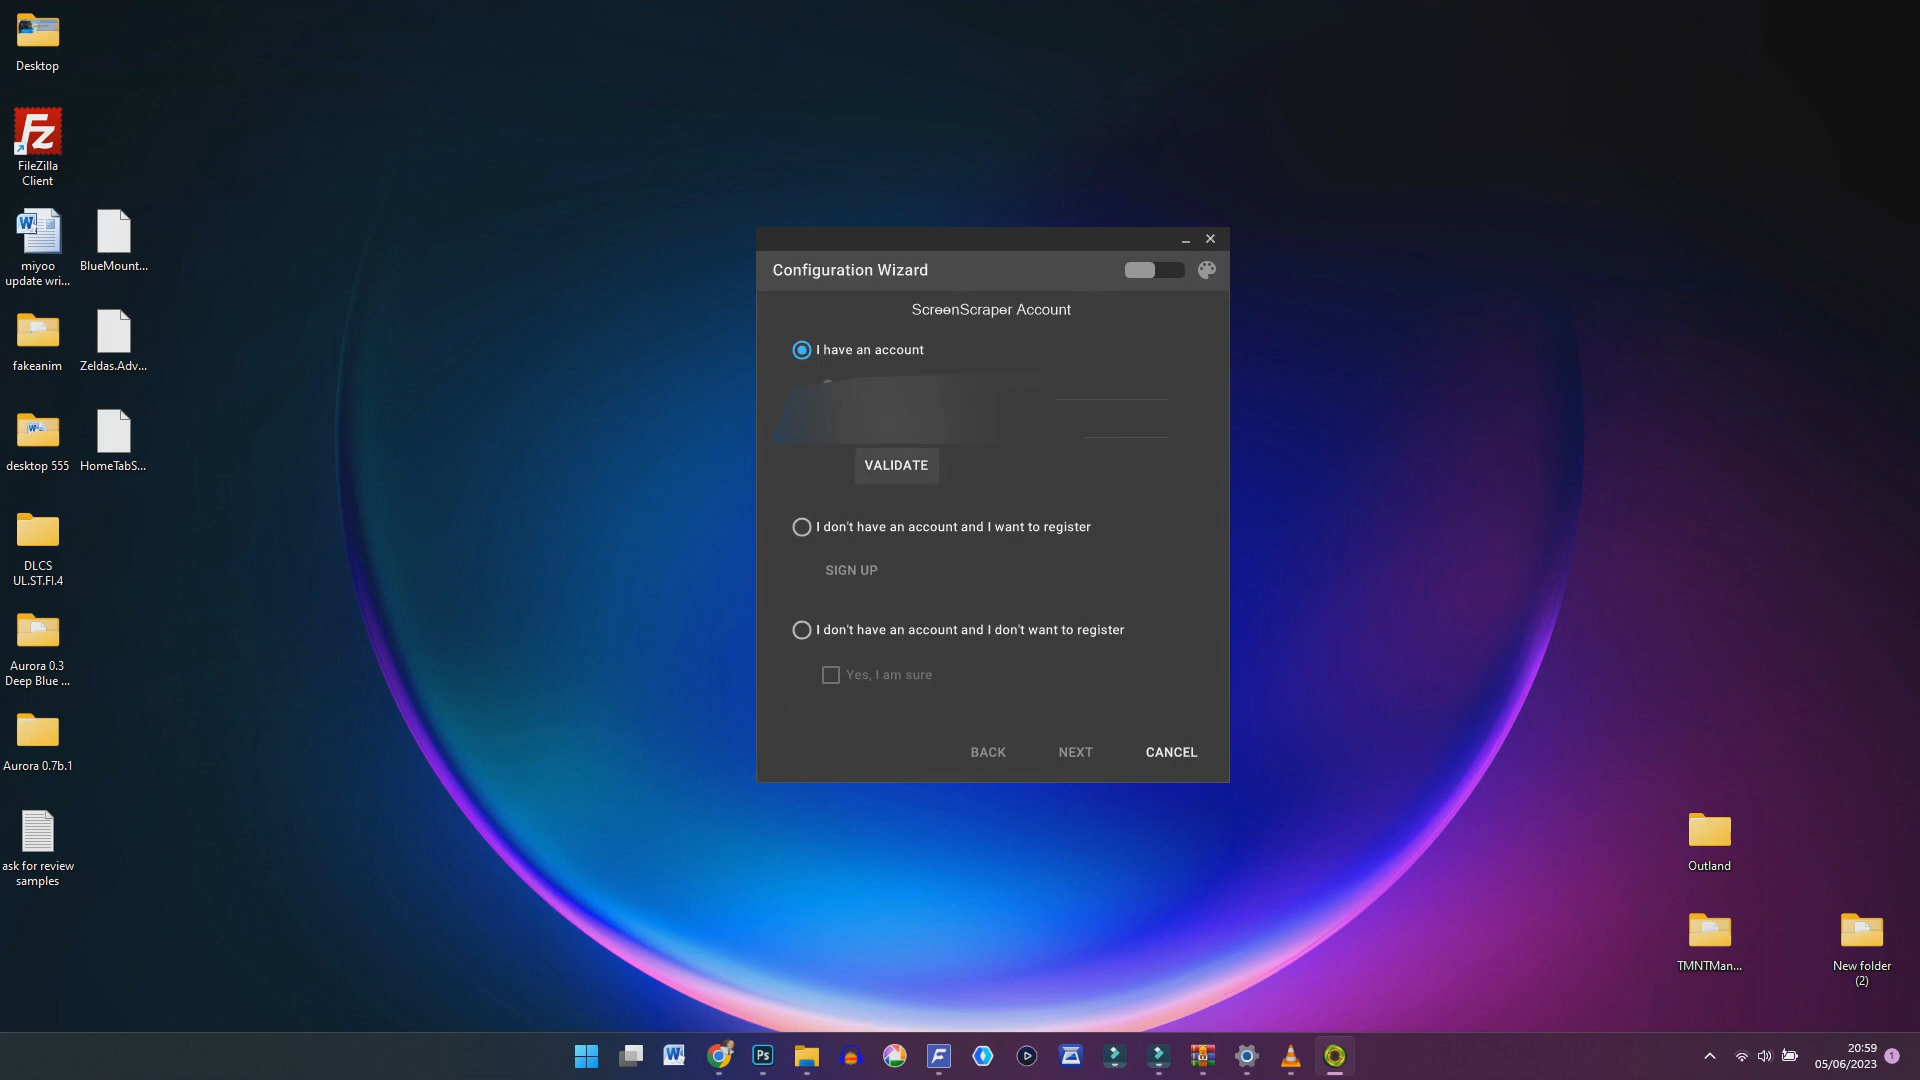 Desktop
FileZilla
Client
miyoo
update wri...
BlueMount...
fakeanim
Zeldas.Adv...
desktop 555
HomeTabS...
DLCS
UL.ST.FI.4
Aurora 0.3
Deep Blue ...
Aurora 0.7b.1
ask for review
samples
Configuration Wizard
ScreenScraper Account
I have an account
VALIDATE
I don't have an account and I want to register
SIGN UP
I don't have an account and I don't want to register
Yes, I am sure
BACK
NEXT
CANCEL
Outland
TMNTMan...
New folder
(2)
20:59
05/06/2023
1